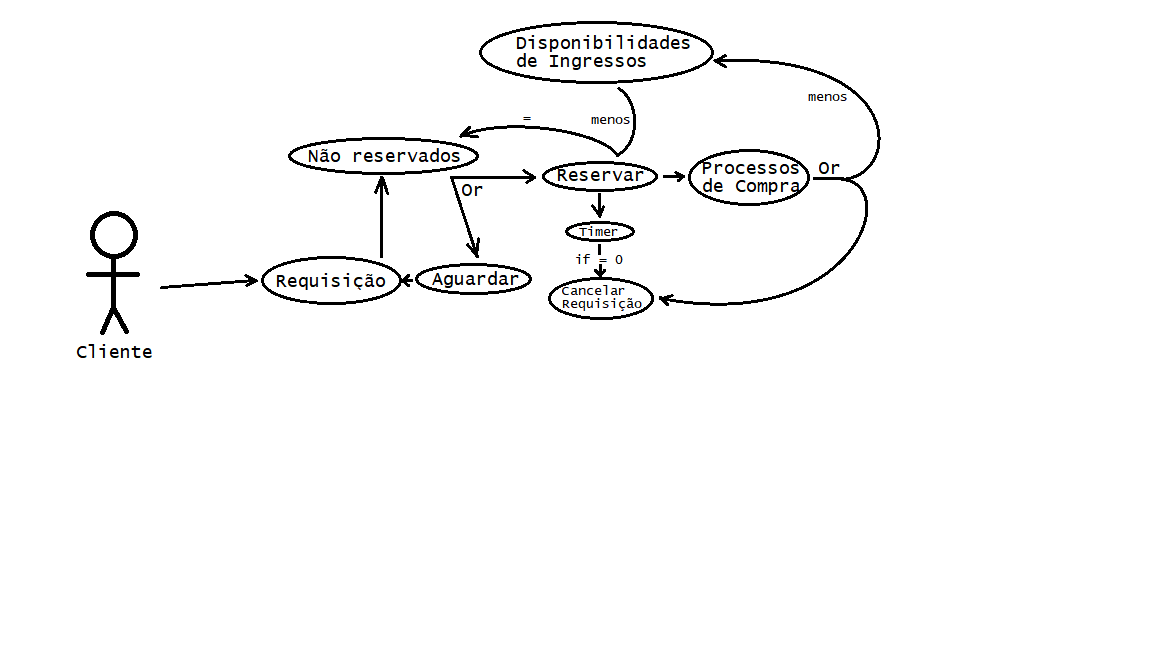 Disponibilidades
de Ingressos
menos
=
menos
Não reservados
Reservar
Processos
de Compra
Or
Or
Timer
if = 0
Requisição
Aguardar
Cancelar
Requisição
Cliente